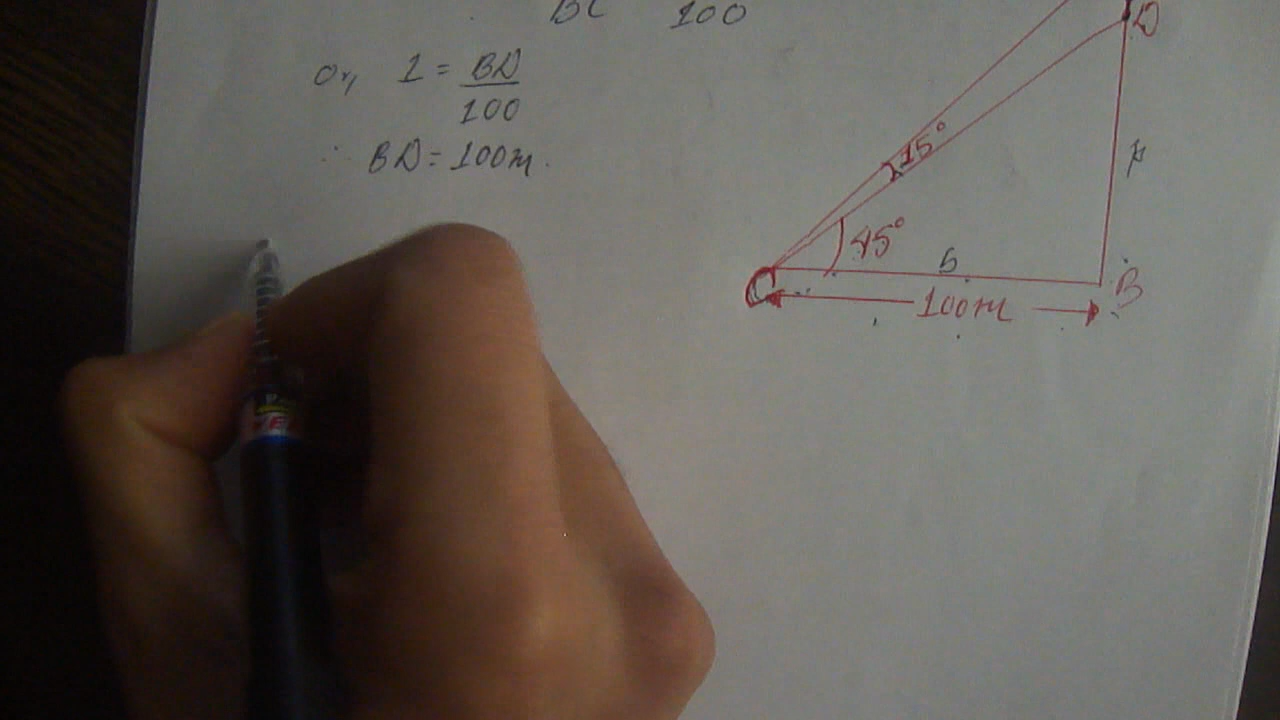 BC 100
Or, 1 = BD
100
∴ BD = 100m.
D
15°
p
45°
b
C B
100m